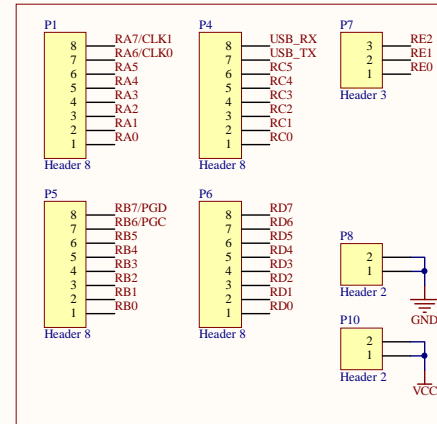 P1
8 RA7/CLK1
7 RA6/CLK0
6 RA5
5 RA4
4 RA3
3 RA2
2 RA1
1 RA0
Header 8
P4
8 USB_RX
7 USB_TX
6 RC5
5 RC4
4 RC3
3 RC2
2 RC1
1 RC0
Header 8
P7
3 RE2
2 RE1
1 RE0
Header 3
P5
8 RB7/PGD
7 RB6/PGC
6 RB5
5 RB4
4 RB3
3 RB2
2 RB1
1 RB0
Header 8
P6
8 RD7
7 RD6
6 RD5
5 RD4
4 RD3
3 RD2
2 RD1
1 RD0
Header 8
P8
2
1
Header 2
GND
P10
2
1
Header 2
VCC